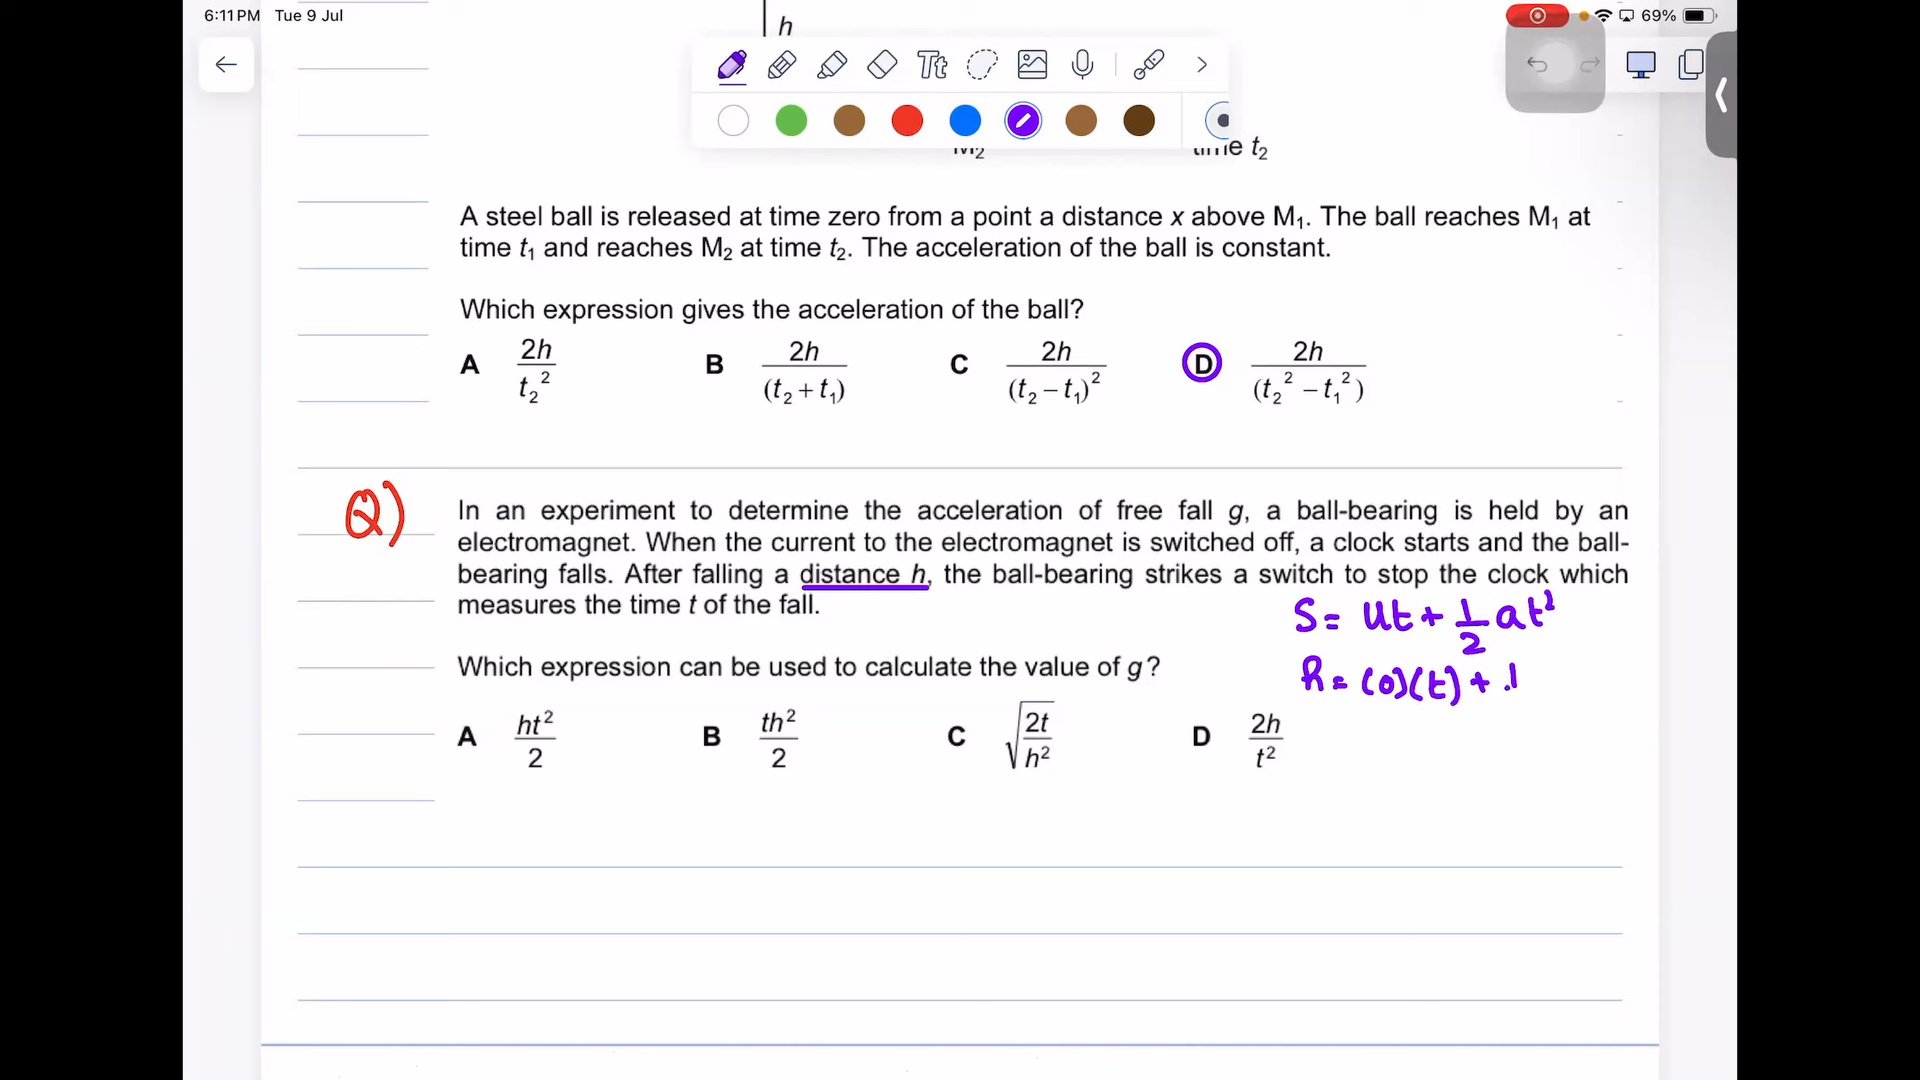 6:11 PM Tue 9 Jul
69%
h
Tt
M₂
time t₂
A steel ball is released at time zero from a point a distance x above M₁. The ball reaches M₁ at
time t₁ and reaches M₂ at time t₂. The acceleration of the ball is constant.
Which expression gives the acceleration of the ball?
A 2h/t₂² B 2h/(t₂ + t₁) C 2h/(t₂ − t₁)² D 2h/(t₂² − t₁²)
Q)
In an experiment to determine the acceleration of free fall g, a ball-bearing is held by an
electromagnet. When the current to the electromagnet is switched off, a clock starts and the ball-
bearing falls. After falling a distance h, the ball-bearing strikes a switch to stop the clock which
measures the time t of the fall.
S = ut + 1/2 at²
Which expression can be used to calculate the value of g?
h = (0)(t) + .1
A ht²/2 B th²/2 C √(2t/h²) D 2h/t²